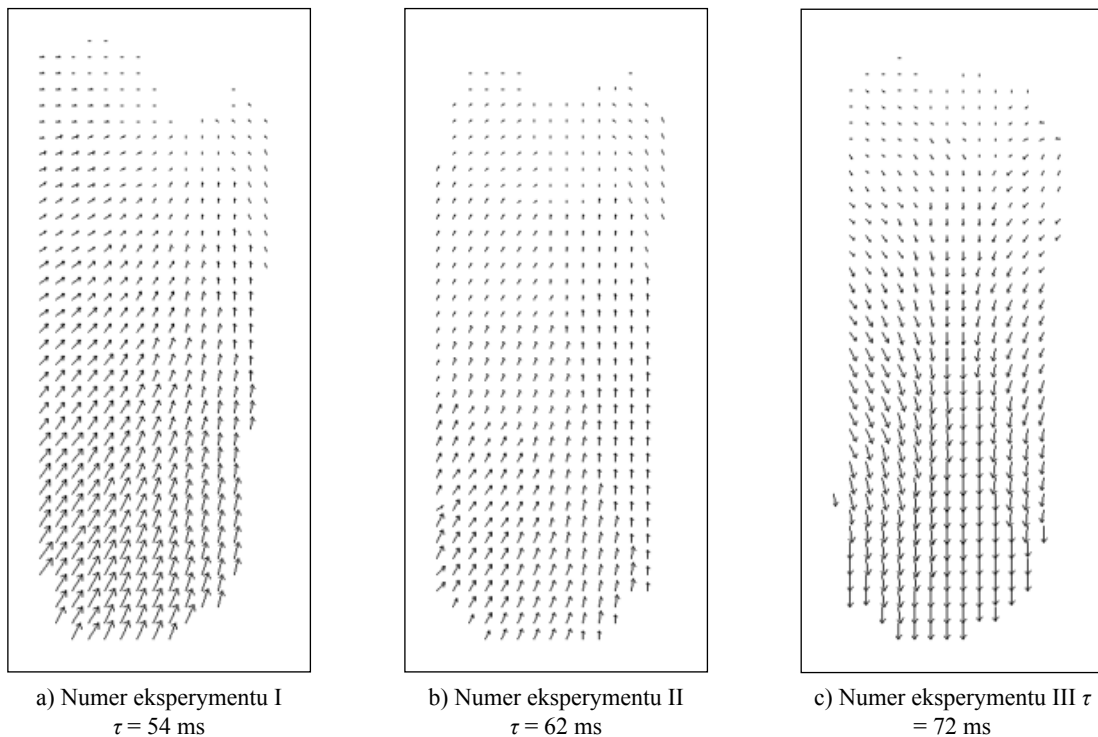 a) Numer eksperymentu I
τ = 54 ms
b) Numer eksperymentu II
τ = 62 ms
c) Numer eksperymentu III τ
= 72 ms